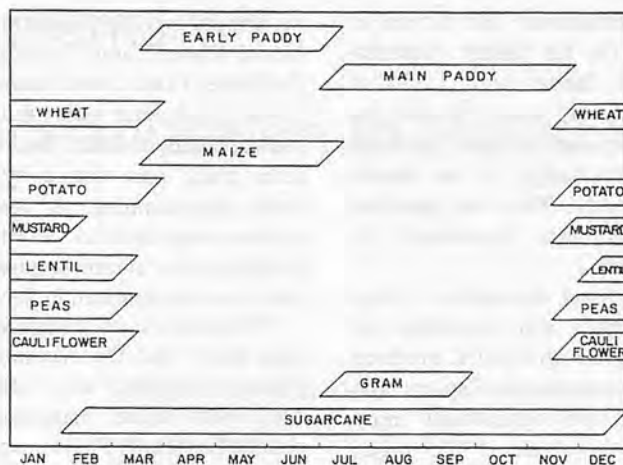 EARLY PADDY
MAIN PADDY
WHEAT WHEAT
MAIZE
POTATO POTATO
MUSTARD MUSTARD
LENTIL LENTIL
PEAS PEAS
CAULIFLOWER CAULI
FLOWER
GRAM
SUGARCANE
JAN FEB MAR APR MAY JUN JUL AUG SEP OCT NOV DEC